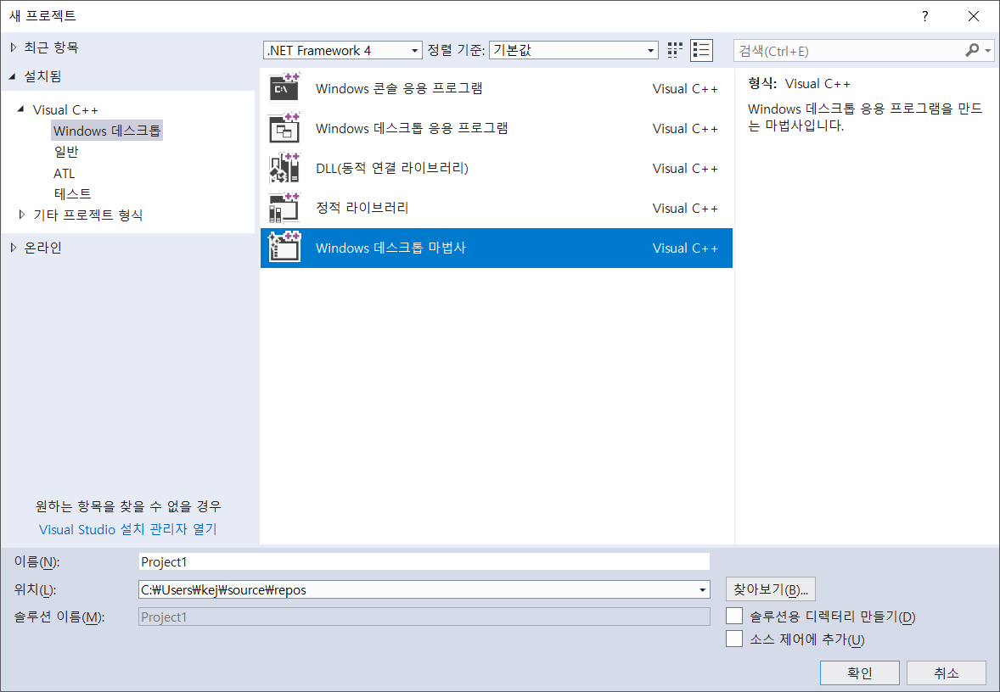 새 프로젝트
?
최근 항목
설치됨
Visual C++
Windows 데스크톱
일반
ATL
테스트
기타 프로젝트 형식
온라인
원하는 항목을 찾을 수 없을 경우
Visual Studio 설치 관리자 열기
.NET Framework 4 정렬 기준: 기본값
Windows 콘솔 응용 프로그램 Visual C++
Windows 데스크톱 응용 프로그램 Visual C++
DLL(동적 연결 라이브러리) Visual C++
정적 라이브러리 Visual C++
Windows 데스크톱 마법사 Visual C++
검색(Ctrl+E)
형식: Visual C++
Windows 데스크톱 응용 프로그램을 만드
는 마법사입니다.
이름(N): Project1
위치(L): C:₩Users₩kej₩source₩repos 찾아보기(B)...
솔루션 이름(M): Project1 솔루션용 디렉터리 만들기(D)
소스 제어에 추가(U)
확인 취소